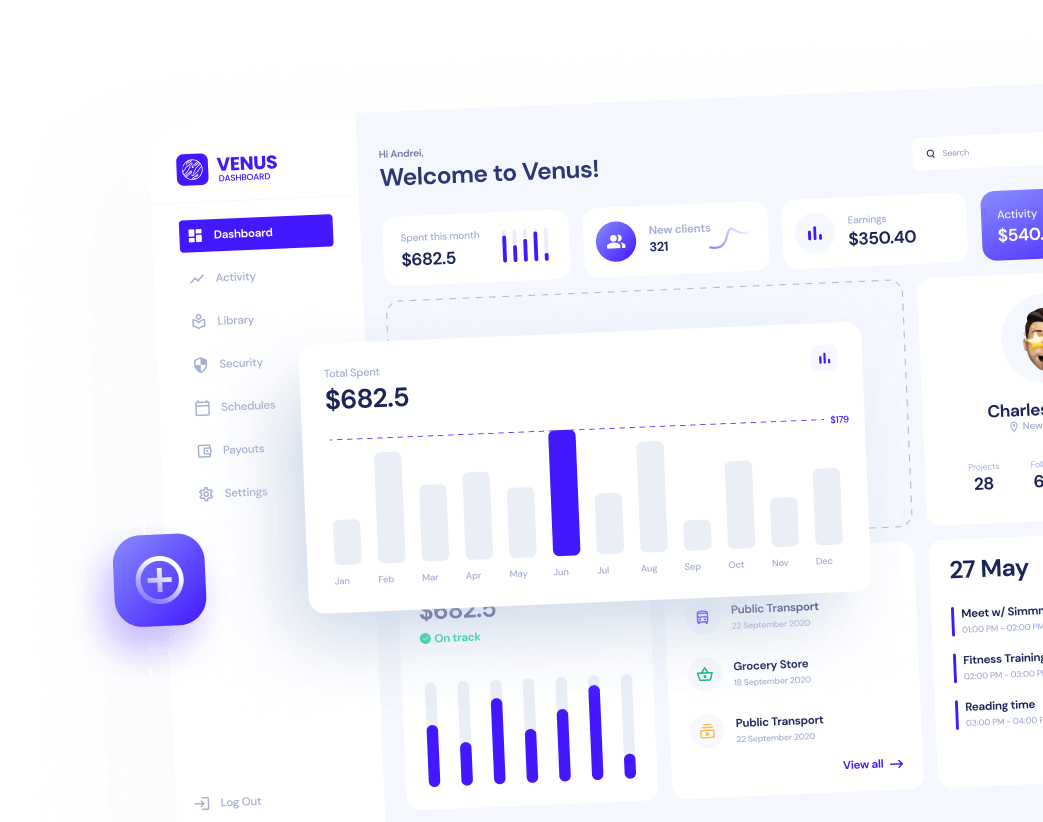 VENUS
DASHBOARD
Dashboard
Activity
Library
Security
Schedules
Payouts
Settings
Log Out
Hi Andrei,
Welcome to Venus!
Search
Spent this month
$682.5
New clients
321
Earnings
$350.40
Activity
$540.
Total Spent
$682.5
$179
Jan Feb Mar Apr May Jun Jul Aug Sep Oct Nov Dec
$682.5
On track
Public Transport
22 September 2020
Grocery Store
18 September 2020
Public Transport
22 September 2020
View all
Charles
New
Projects
28
Foll
6
27 May
Meet w/ Simm
01:00 PM - 02:00 PM
Fitness Training
02:00 PM - 03:00 PM
Reading time
03:00 PM - 04:00 P